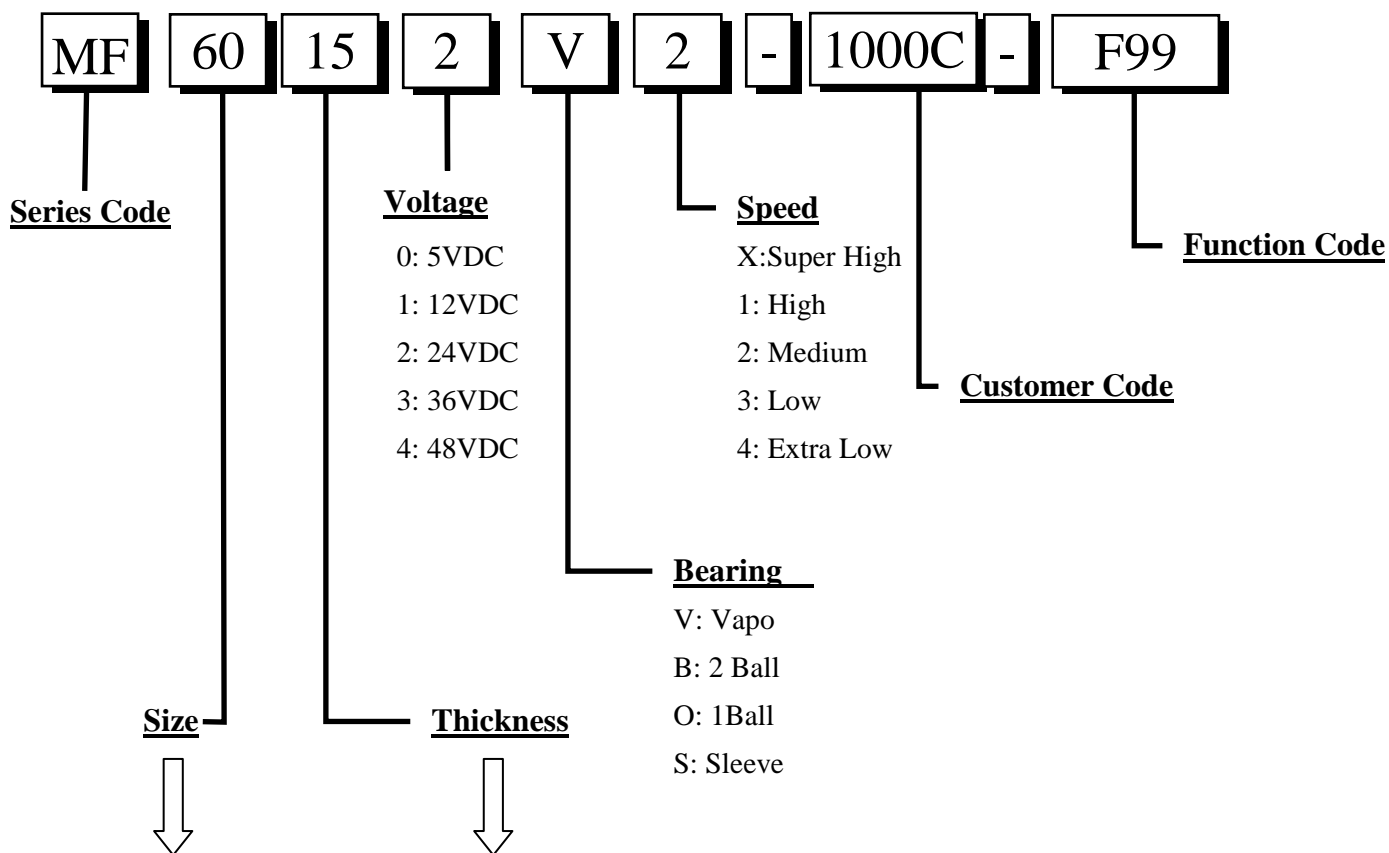 MF 60 15 2 V 2 - 1000C - F99
Series Code
Voltage
0: 5VDC
1: 12VDC
2: 24VDC
3: 36VDC
4: 48VDC
Speed
X:Super High
1: High
2: Medium
3: Low
4: Extra Low
Function Code
Customer Code
Bearing
V: Vapo
B: 2 Ball
O: 1Ball
S: Sleeve
Size
Thickness